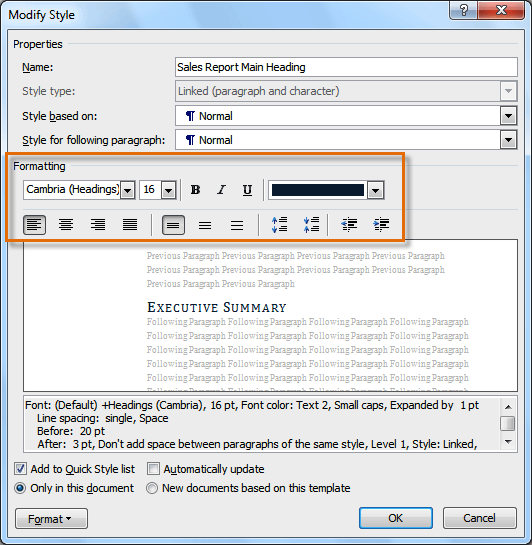 Modify Style
Properties
Name: Sales Report Main Heading
Style type: Linked (paragraph and character)
Style based on: ¶ Normal
Style for following paragraph: ¶ Normal
Formatting
Cambria (Headings) 16 B I U
Previous Paragraph Previous Paragraph Previous Paragraph Previous Paragraph
Previous Paragraph Previous Paragraph Previous Paragraph Previous Paragraph
Previous Paragraph Previous Paragraph
EXECUTIVE SUMMARY
Following Paragraph Following Paragraph Following Paragraph Following Paragraph
Following Paragraph Following Paragraph Following Paragraph Following Paragraph
Following Paragraph Following Paragraph Following Paragraph Following Paragraph
Following Paragraph Following Paragraph Following Paragraph Following Paragraph
Following Paragraph Following Paragraph Following Paragraph Following Paragraph
Following Paragraph Following Paragraph Following Paragraph Following Paragraph
Font: (Default) +Headings (Cambria), 16 pt, Font color: Text 2, Small caps, Expanded by 1 pt
Line spacing: single, Space
Before: 20 pt
After: 3 pt, Don't add space between paragraphs of the same style, Level 1, Style: Linked,
Add to Quick Style list Automatically update
Only in this document New documents based on this template
Format OK Cancel